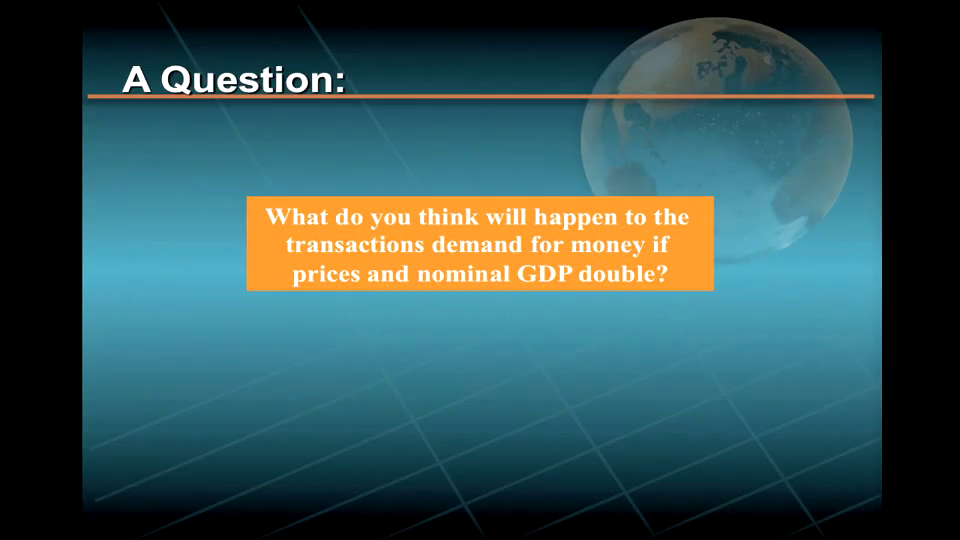 A Question:
What do you think will happen to the
transactions demand for money if
prices and nominal GDP double?